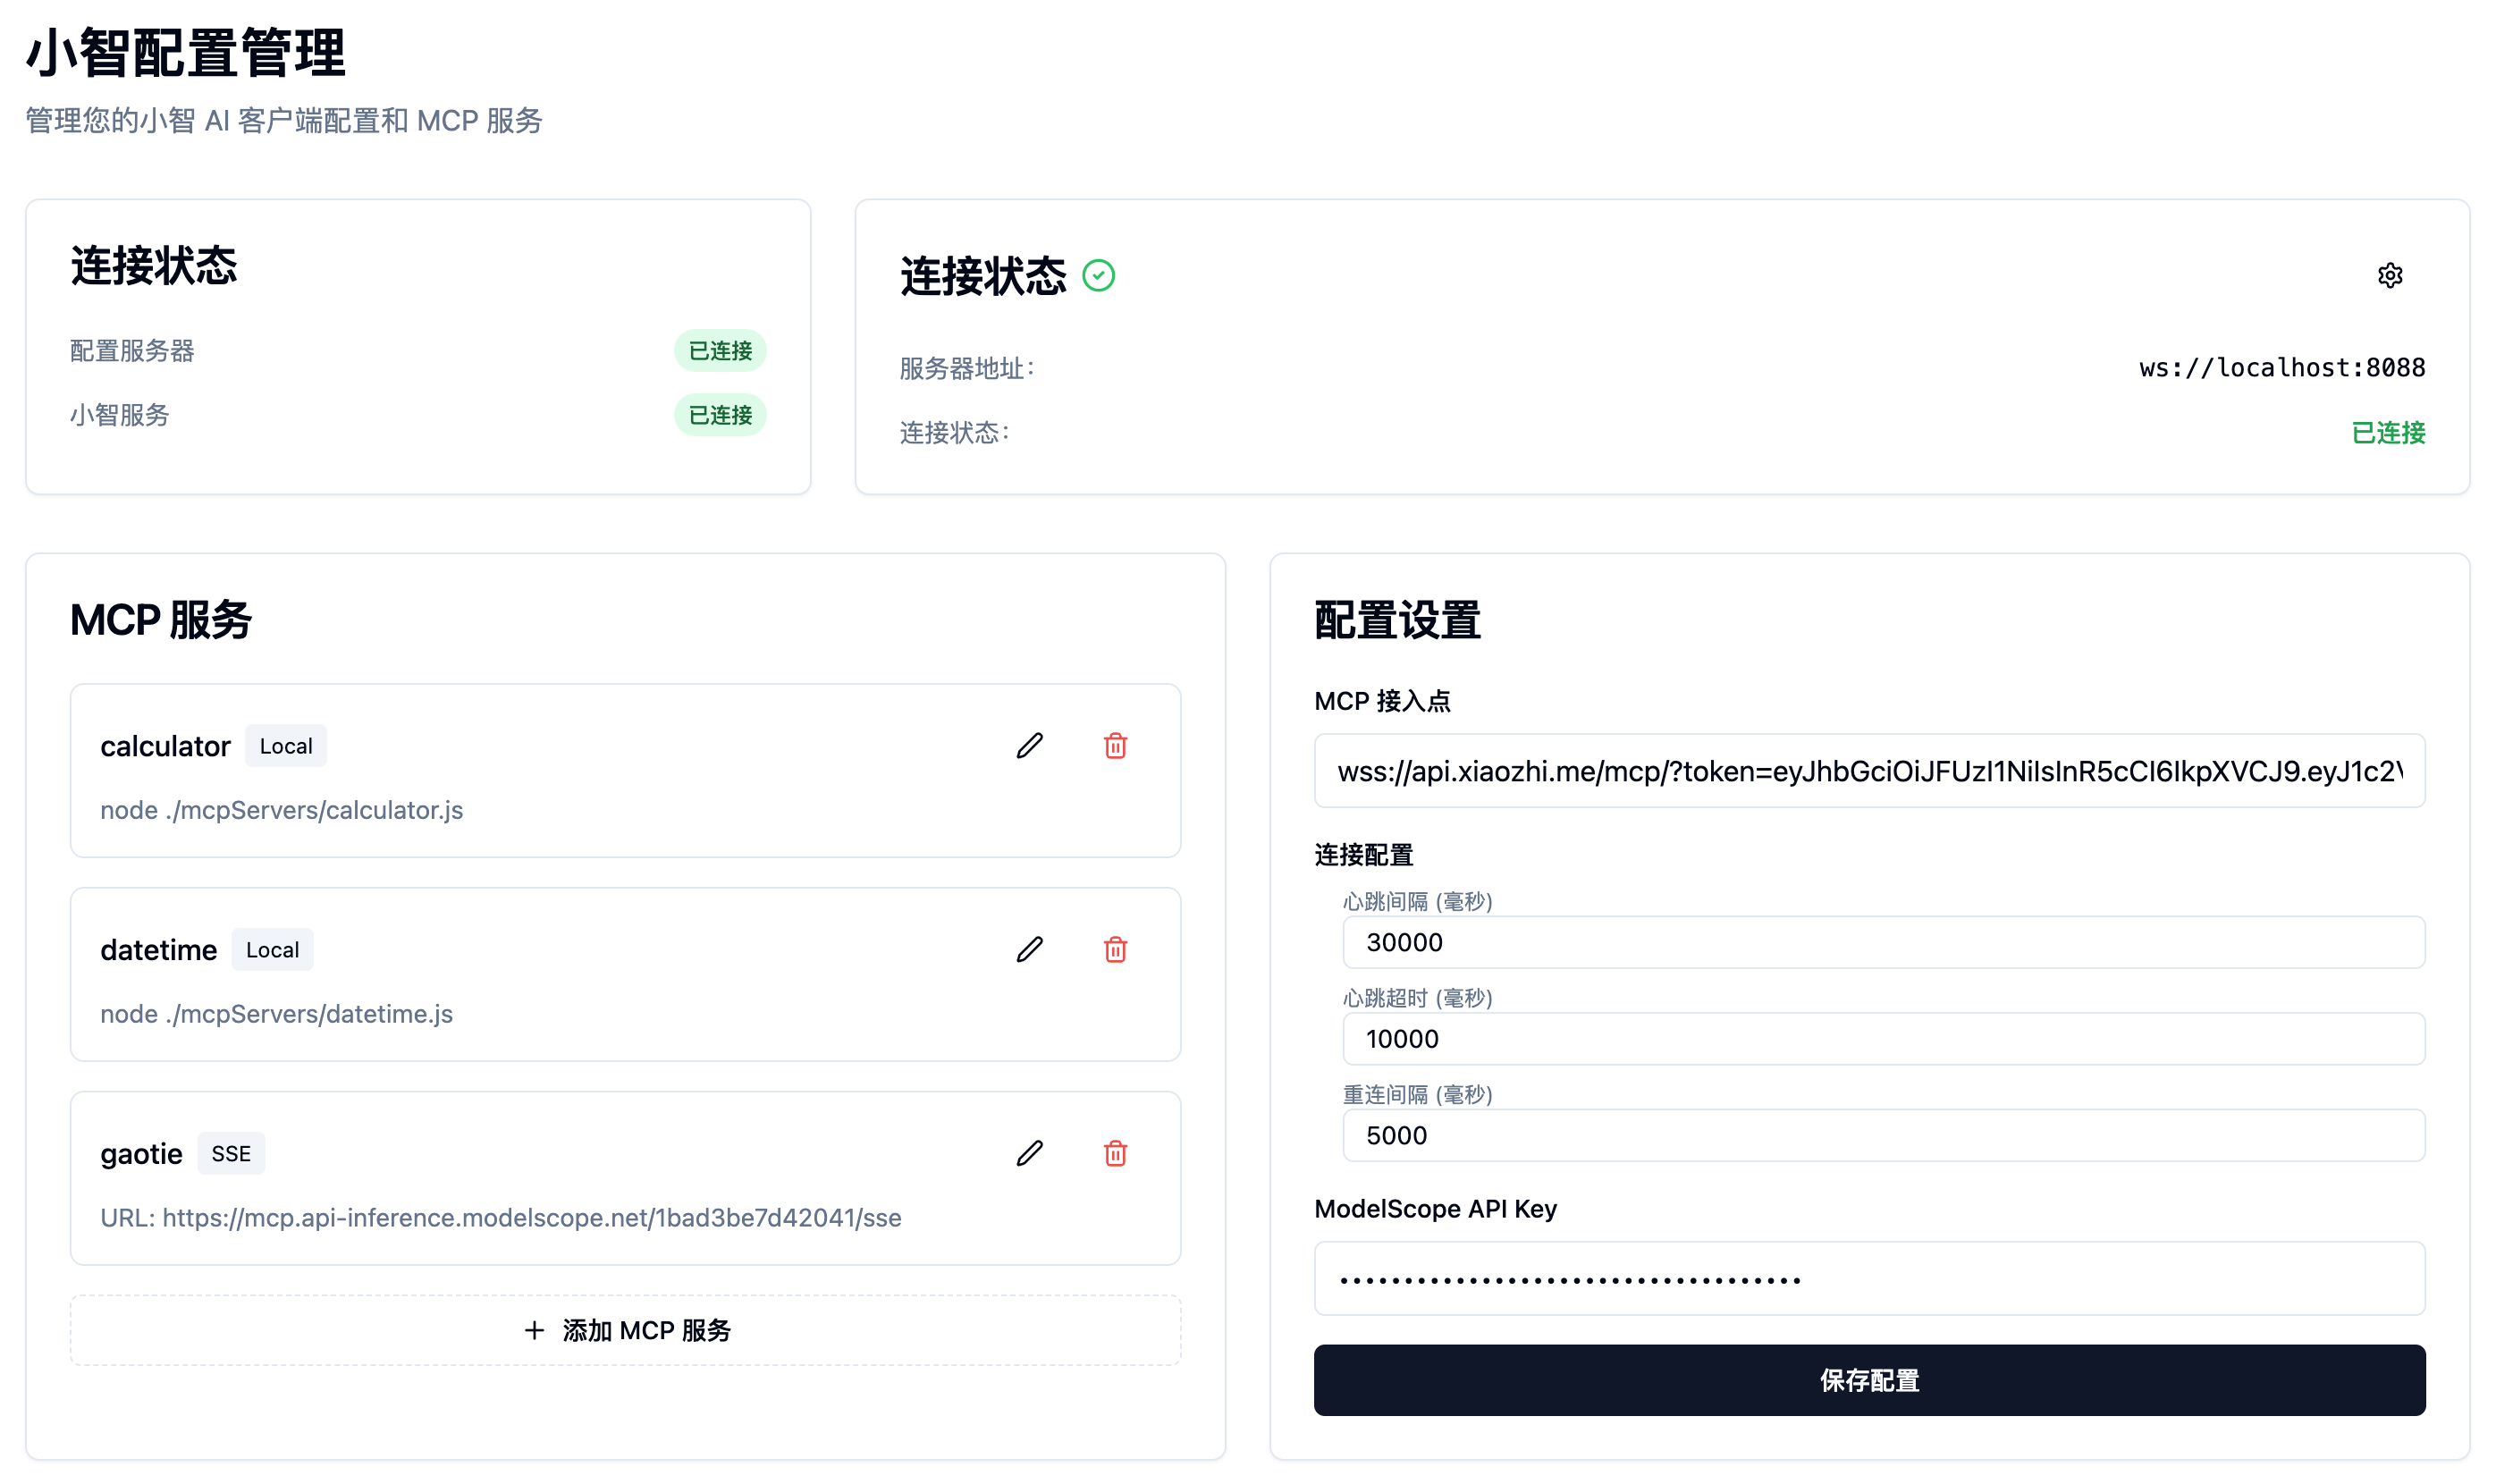 小智配置管理
管理您的小智 AI 客户端配置和 MCP 服务
连接状态
配置服务器
已连接
小智服务
已连接
连接状态
服务器地址:
ws://localhost:8088
连接状态:
已连接
MCP 服务
calculator
Local
node ./mcpServers/calculator.js
datetime
Local
node ./mcpServers/datetime.js
gaotie
SSE
URL: https://mcp.api-inference.modelscope.net/1bad3be7d42041/sse
添加 MCP 服务
配置设置
MCP 接入点
wss://api.xiaozhi.me/mcp/?token=eyJhbGciOiJFUzI1NiIsInR5cCI6IkpXVCJ9.eyJ1c2V
连接配置
心跳间隔 (毫秒)
30000
心跳超时 (毫秒)
10000
重连间隔 (毫秒)
5000
ModelScope API Key
••••••••••••••••••••••••••••••••••••
保存配置